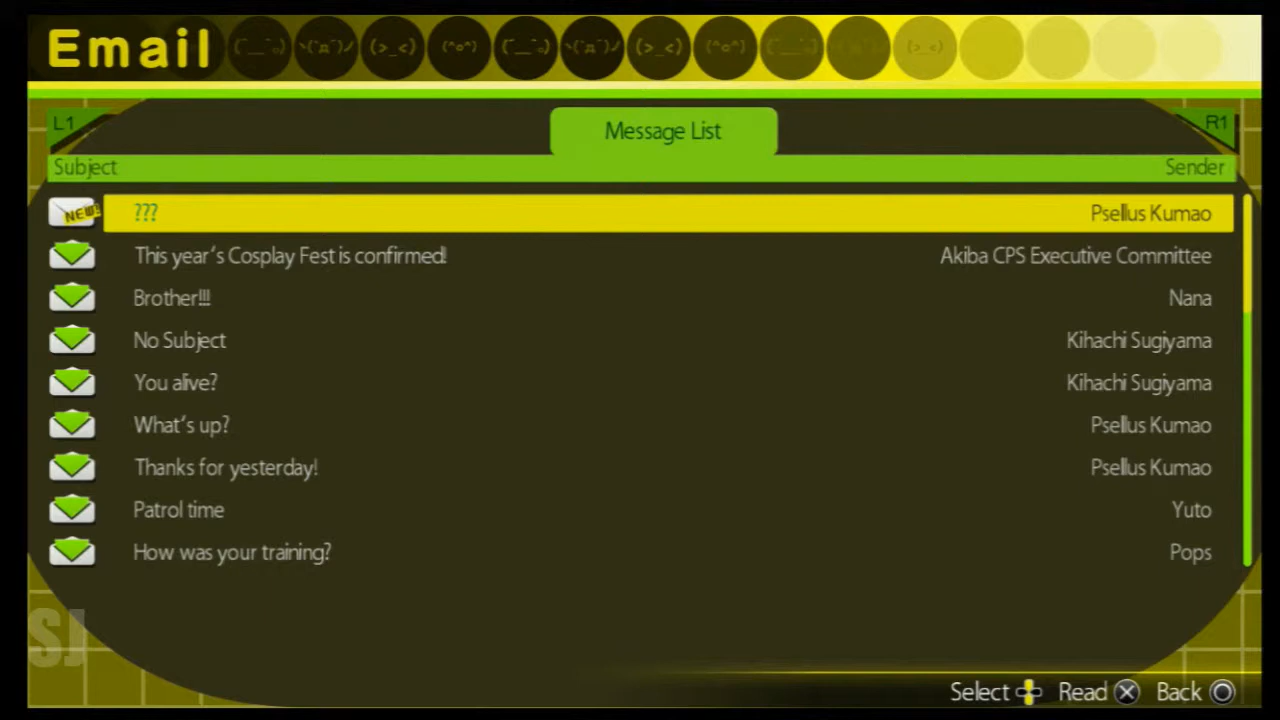 Email
L1
Message List
R1
Subject Sender
NEW! ??? Psellus Kumao
This year's Cosplay Fest is confirmed! Akiba CPS Executive Committee
Brother!!! Nana
No Subject Kihachi Sugiyama
You alive? Kihachi Sugiyama
What's up? Psellus Kumao
Thanks for yesterday! Psellus Kumao
Patrol time Yuto
How was your training? Pops
SJ
Select Read Back